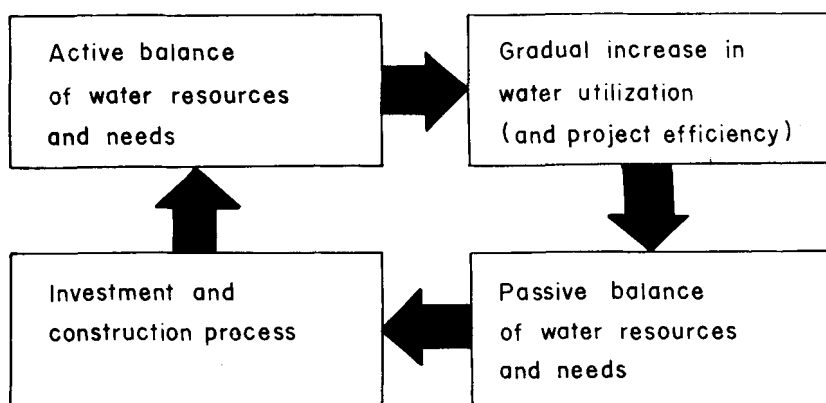 Active balance
of water resources
and needs
Gradual increase in
water utilization
(and project efficiency)
Investment and
construction process
Passive balance
of water resources
and needs